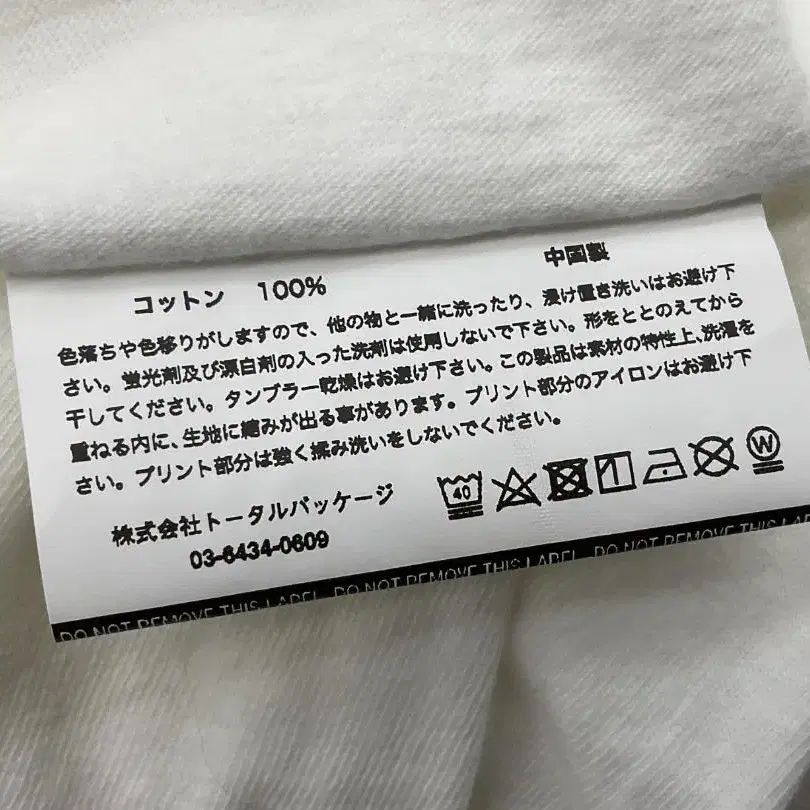 コットン 100% 中国製
色落ちや色移りがしますので、他の物と一緒に洗ったり、浸け置き洗いはお避け下
さい。蛍光剤及び漂白剤の入った洗剤は使用しないで下さい。形をととのえてから
干してください。タンブラー乾燥はお避け下さい。この製品は素材の特性上、洗濯を
重ねる内に、生地に縮みが出る事があります。プリント部分のアイロンはお避け下
さい。プリント部分は強く揉み洗いをしないでください。
40 W
株式会社トータルパッケージ
03-6434-0609
DO NOT REMOVE THIS LABEL DO NOT REMOVE THIS LABEL DO NOT REMOVE THIS LABEL